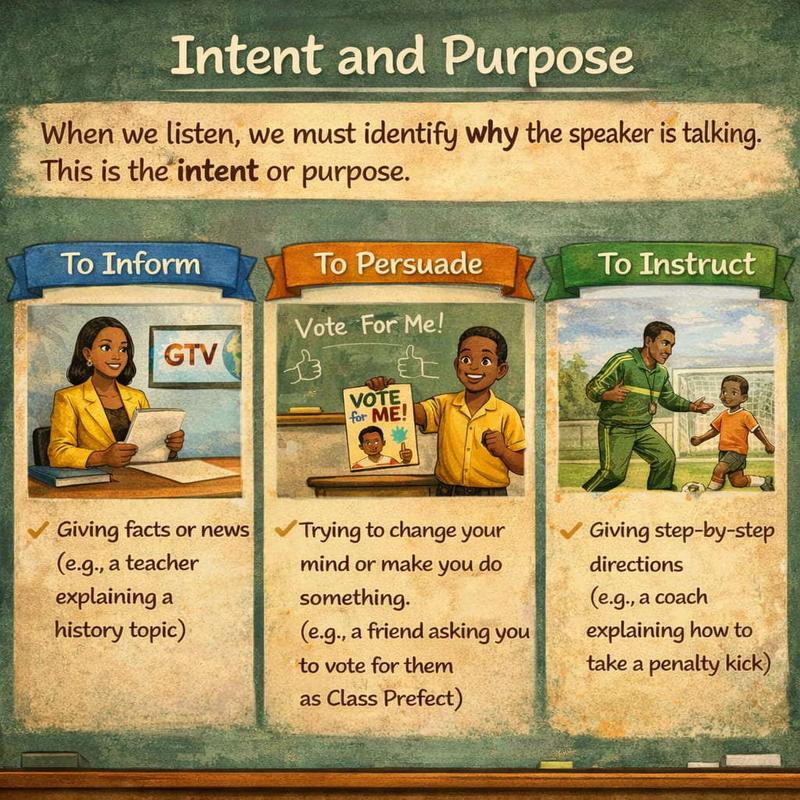 Intent and Purpose
When we listen, we must identify why the speaker is talking.
This is the intent or purpose.
To Inform
GTV
Giving facts or news
(e.g., a teacher
explaining a
history topic)
To Persuade
Vote For Me!
VOTE
for ME!
Trying to change your
mind or make you do
something.
(e.g., a friend asking you
to vote for them
as Class Prefect)
To Instruct
Giving step-by-step
directions
(e.g., a coach
explaining how to
take a penalty kick)